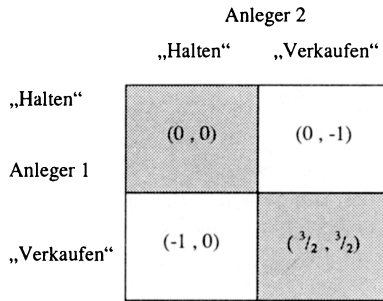 Anleger 2
„Halten“ „Verkaufen“
„Halten“
(0 , 0) (0 , -1)
Anleger 1
„Verkaufen“
(-1 , 0) ( 3/2 , 3/2 )